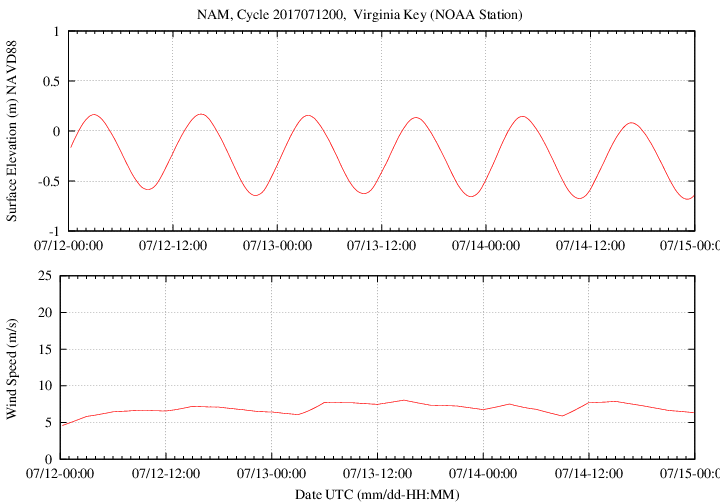 NAM, Cycle 2017071200, Virginia Key (NOAA Station)
Surface Elevation (m) NAVD88
1
0.5
0
-0.5
-1
07/12-00:00 07/12-12:00 07/13-00:00 07/13-12:00 07/14-00:00 07/14-12:00 07/15-00:0
Wind Speed (m/s)
25
20
15
10
5
0
07/12-00:00 07/12-12:00 07/13-00:00 07/13-12:00 07/14-00:00 07/14-12:00 07/15-00:0
Date UTC (mm/dd-HH:MM)